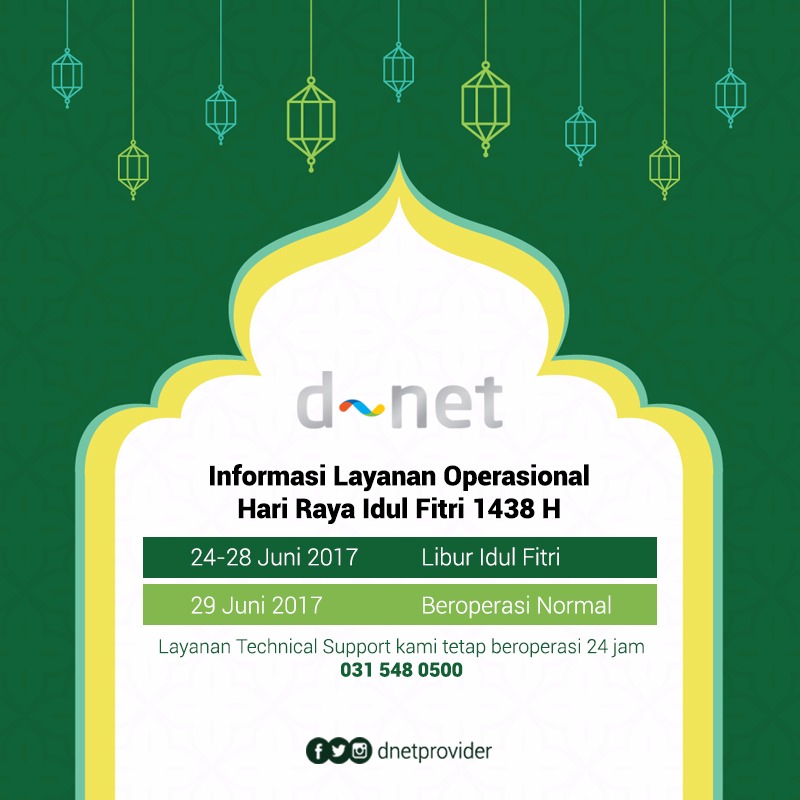 d~net
Informasi Layanan Operasional
Hari Raya Idul Fitri 1438 H
24-28 Juni 2017 Libur Idul Fitri
29 Juni 2017 Beroperasi Normal
Layanan Technical Support kami tetap beroperasi 24 jam
031 548 0500
dnetprovider